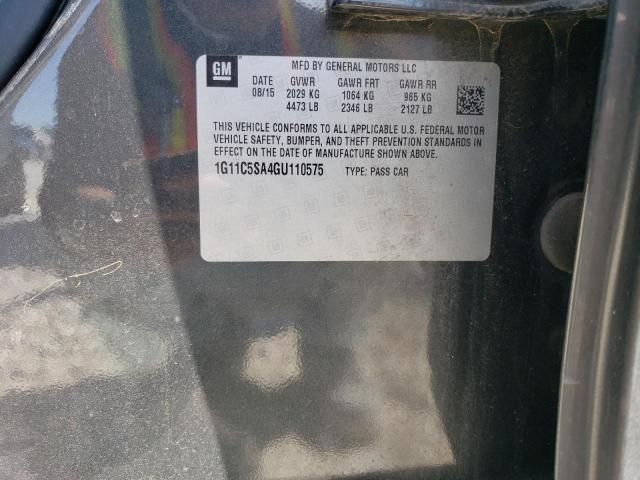 GM
MFD BY GENERAL MOTORS LLC
DATE GVWR GAWR FRT GAWR RR
08/15 2029 KG 1064 KG 965 KG
4473 LB 2346 LB 2127 LB
THIS VEHICLE CONFORMS TO ALL APPLICABLE U.S. FEDERAL MOTOR
VEHICLE SAFETY, BUMPER, AND THEFT PREVENTION STANDARDS IN
EFFECT ON THE DATE OF MANUFACTURE SHOWN ABOVE.
1G11C5SA4GU110575 TYPE: PASS CAR